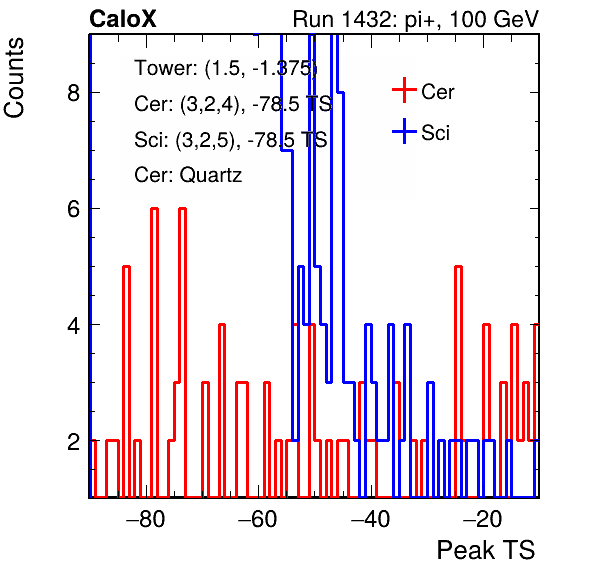 CaloX Run 1432: pi+, 100 GeV
Counts
Tower: (1.5, -1.375)
Cer: (3,2,4), -78.5 TS
Sci: (3,2,5), -78.5 TS
Cer: Quartz
Cer
Sci
8
6
4
2
−80 −60 −40 −20
Peak TS